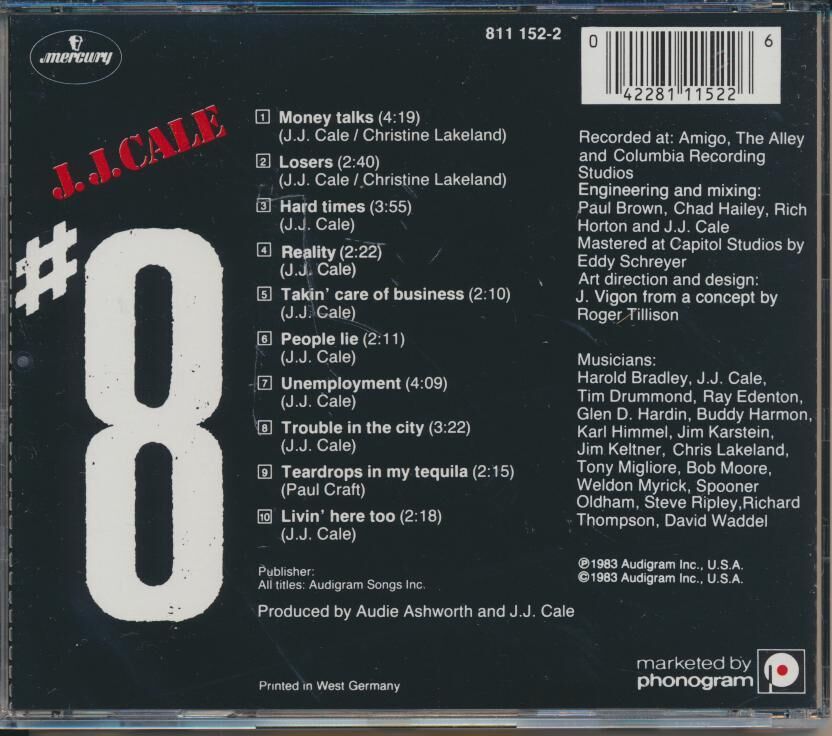 mercury
811 152-2
0 6
42281 11522
J.J. CALE
#8
1 Money talks (4:19)
(J.J. Cale / Christine Lakeland)
2 Losers (2:40)
(J.J. Cale / Christine Lakeland)
3 Hard times (3:55)
(J.J. Cale)
4 Reality (2:22)
(J.J. Cale)
5 Takin' care of business (2:10)
(J.J. Cale)
6 People lie (2:11)
(J.J. Cale)
7 Unemployment (4:09)
(J.J. Cale)
8 Trouble in the city (3:22)
(J.J. Cale)
9 Teardrops in my tequila (2:15)
(Paul Craft)
10 Livin' here too (2:18)
(J.J. Cale)
Publisher:
All titles: Audigram Songs Inc.
Produced by Audie Ashworth and J.J. Cale
Printed in West Germany
Recorded at: Amigo, The Alley
and Columbia Recording
Studios
Engineering and mixing:
Paul Brown, Chad Hailey, Rich
Horton and J.J. Cale
Mastered at Capitol Studios by
Eddy Schreyer
Art direction and design:
J. Vigon from a concept by
Roger Tillison
Musicians:
Harold Bradley, J.J. Cale,
Tim Drummond, Ray Edenton,
Glen D. Hardin, Buddy Harmon,
Karl Himmel, Jim Karstein,
Jim Keltner, Chris Lakeland,
Tony Migliore, Bob Moore,
Weldon Myrick, Spooner
Oldham, Steve Ripley,Richard
Thompson, David Waddel
℗1983 Audigram Inc., U.S.A.
©1983 Audigram Inc., U.S.A.
marketed by
phonogram